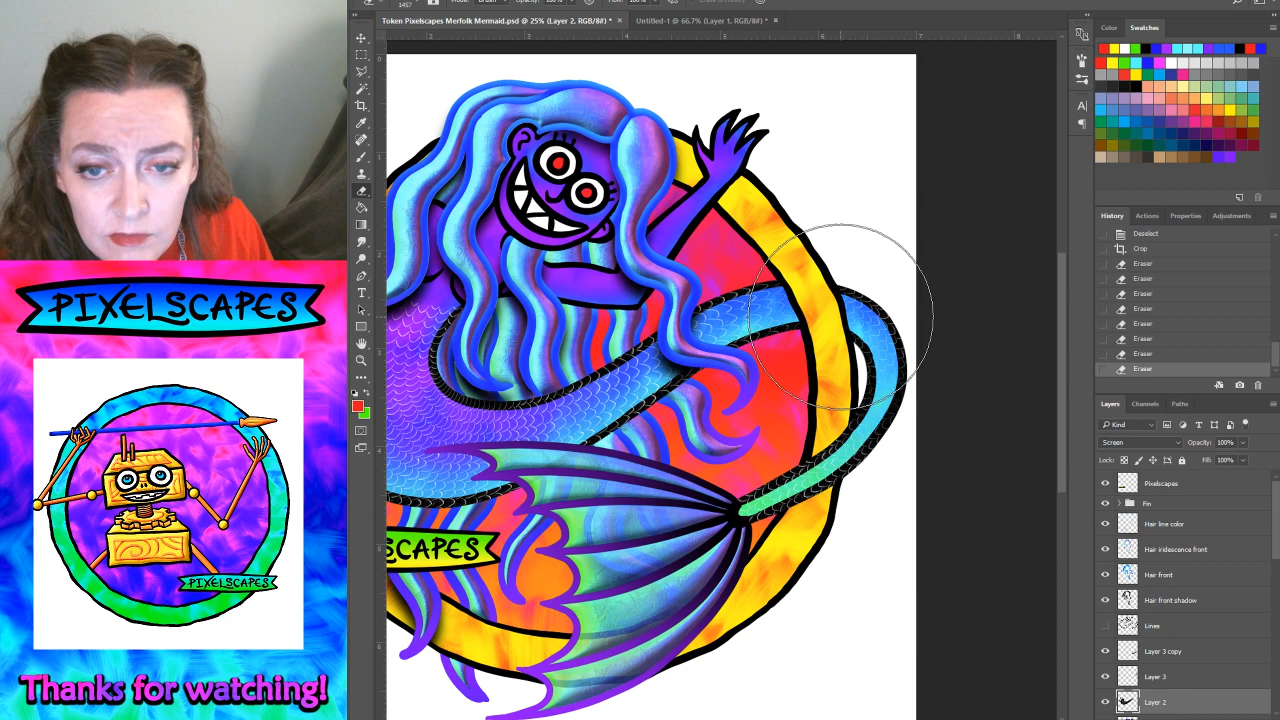 Token Pixelscapes Merfolk Mermaid.psd @ 25% (Layer 2, RGB/8#) *
Untitled-1 @ 66.7% (Layer 1, RGB/8#) *
Color
Swatches
History
Actions
Properties
Adjustments
Deselect
Crop
Eraser
Eraser
Eraser
Eraser
Eraser
Eraser
Eraser
Eraser
Layers
Channels
Paths
Kind
Screen
Opacity: 100%
Lock:
Fill: 100%
Pixelscapes
Fin
Hair line color
Hair iridescence front
Hair front
Hair front shadow
Lines
Layer 3 copy
Layer 3
Layer 2
PIXELSCAPES
PIXELSCAPES
Thanks for watching!
SCAPES